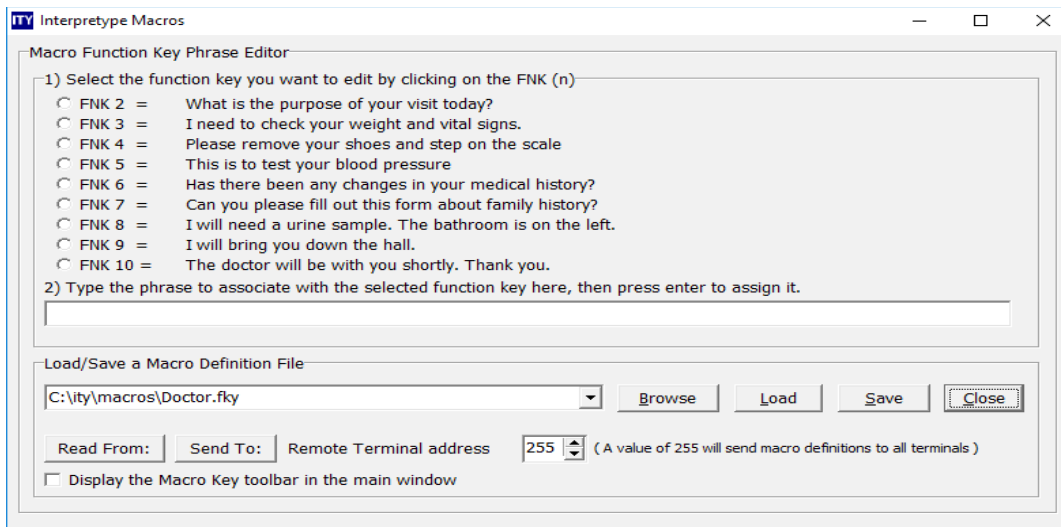 ITY Interpretype Macros
Macro Function Key Phrase Editor
1) Select the function key you want to edit by clicking on the FNK (n)
FNK 2 = What is the purpose of your visit today?
FNK 3 = I need to check your weight and vital signs.
FNK 4 = Please remove your shoes and step on the scale
FNK 5 = This is to test your blood pressure
FNK 6 = Has there been any changes in your medical history?
FNK 7 = Can you please fill out this form about family history?
FNK 8 = I will need a urine sample. The bathroom is on the left.
FNK 9 = I will bring you down the hall.
FNK 10 = The doctor will be with you shortly. Thank you.
2) Type the phrase to associate with the selected function key here, then press enter to assign it.
Load/Save a Macro Definition File
C:\ity\macros\Doctor.fky Browse Load Save Close
Read From: Send To: Remote Terminal address 255 ( A value of 255 will send macro definitions to all terminals )
Display the Macro Key toolbar in the main window